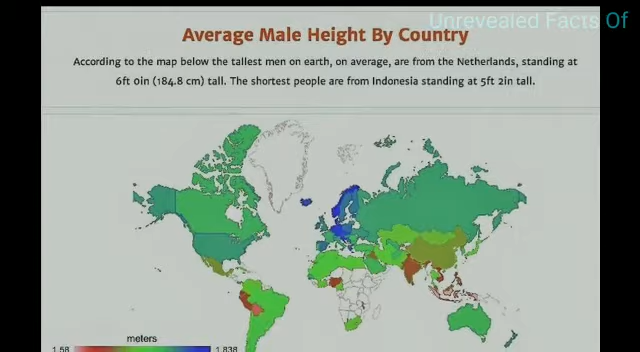 Unrevealed Facts Of
Average Male Height By Country
According to the map below the tallest men on earth, on average, are from the Netherlands, standing at
6ft 0in (184.8 cm) tall. The shortest people are from Indonesia standing at 5ft 2in tall.
meters
1.58 1.838